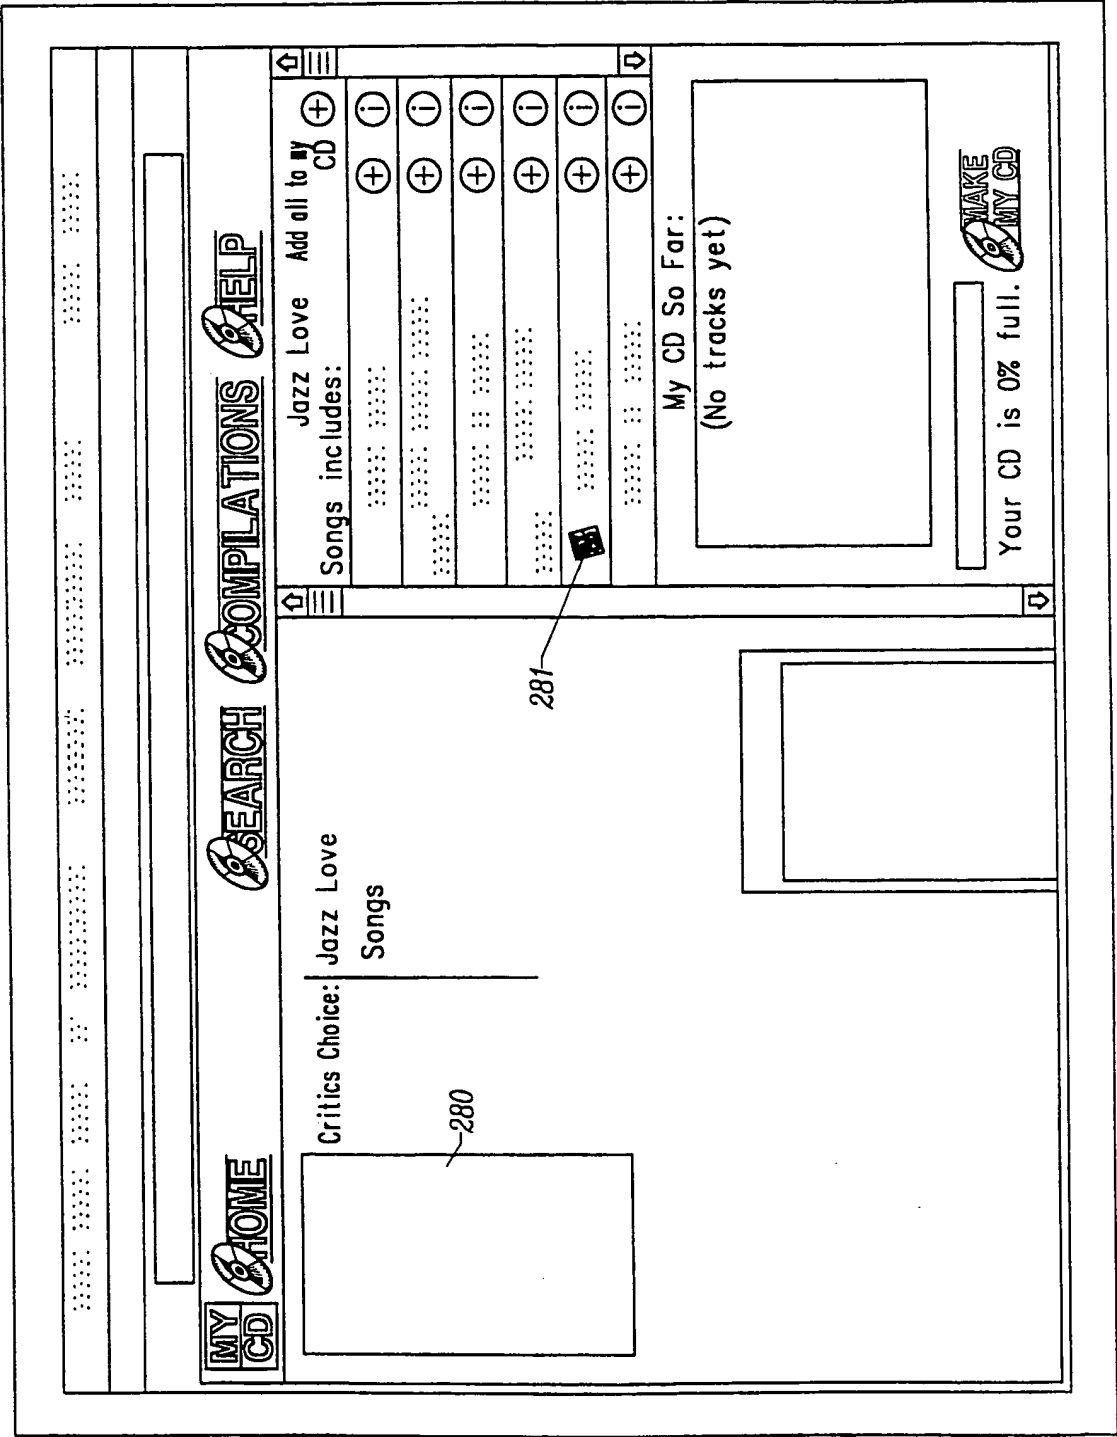 MY
CD
HOME
SEARCH
COMPILATIONS
HELP
Critics Choice: Jazz Love
Songs
280
Jazz Love
Songs includes:
Add all to my
CD
281
My CD So Far:
(No tracks yet)
Your CD is 0% full.
MAKE
MY CD